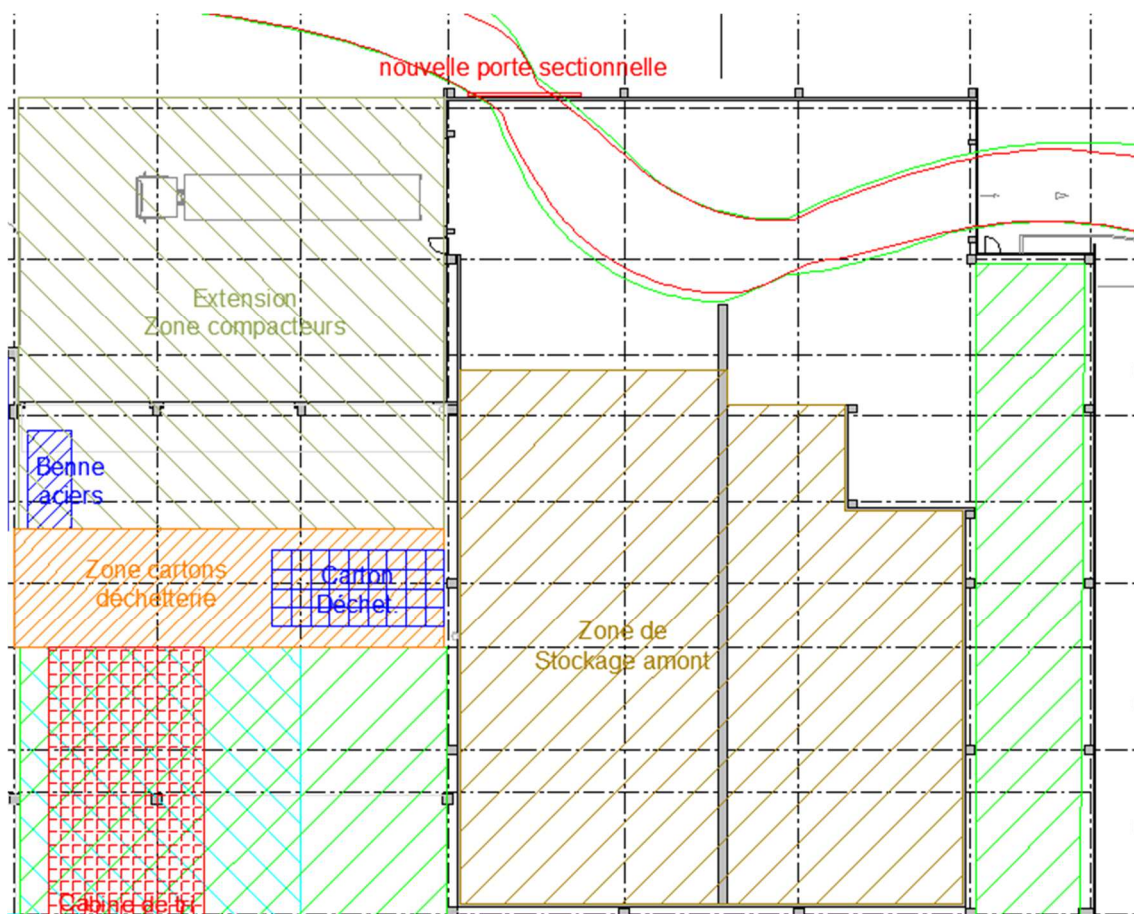 nouvelle porte sectionnelle
Extension
Zone compacteurs
Benne
aciers
Zone cartons
déchetterie
Carton
Déchet.
Zone de
Stockage amont
Cabine de tri